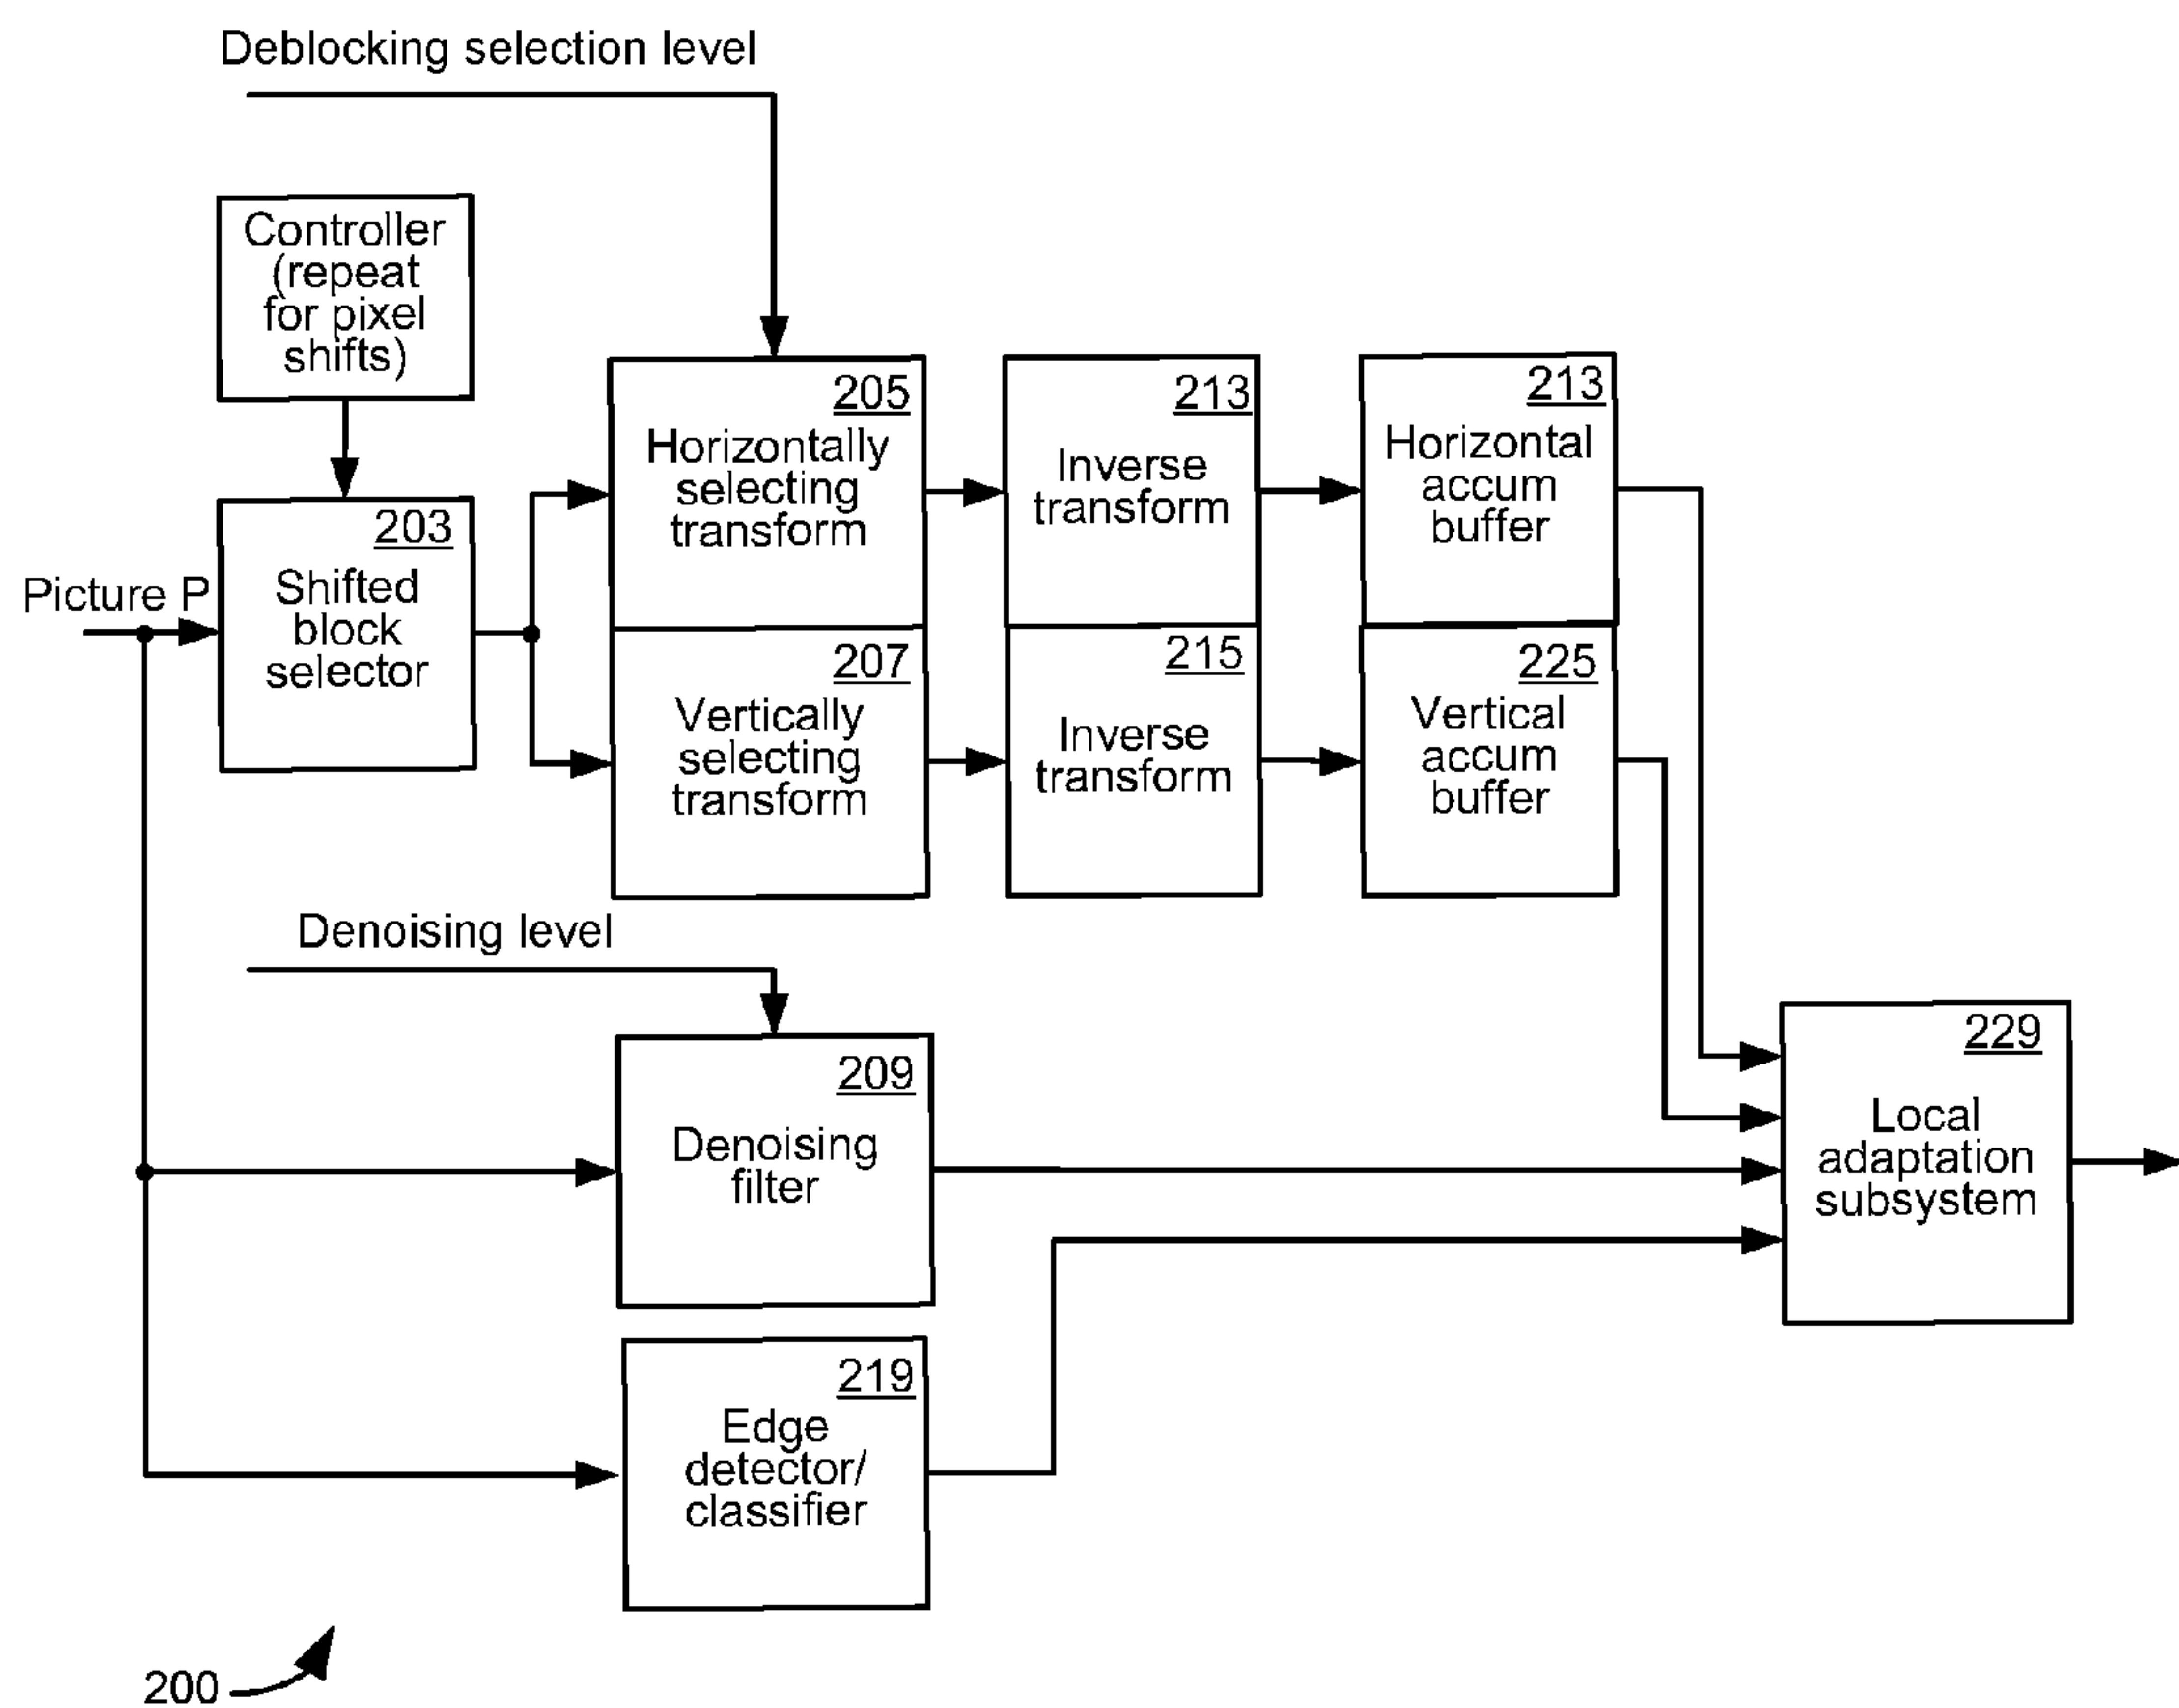 Deblocking selection level
Controller
(repeat
for pixel
shifts)
203
Shifted
block
selector
Picture P
205
Horizontally
selecting
transform
213
Inverse
transform
213
Horizontal
accum
buffer
207
Vertically
selecting
transform
215
Inverse
transform
225
Vertical
accum
buffer
Denoising level
209
Denoising
filter
229
Local
adaptation
subsystem
219
Edge
detector/
classifier
200